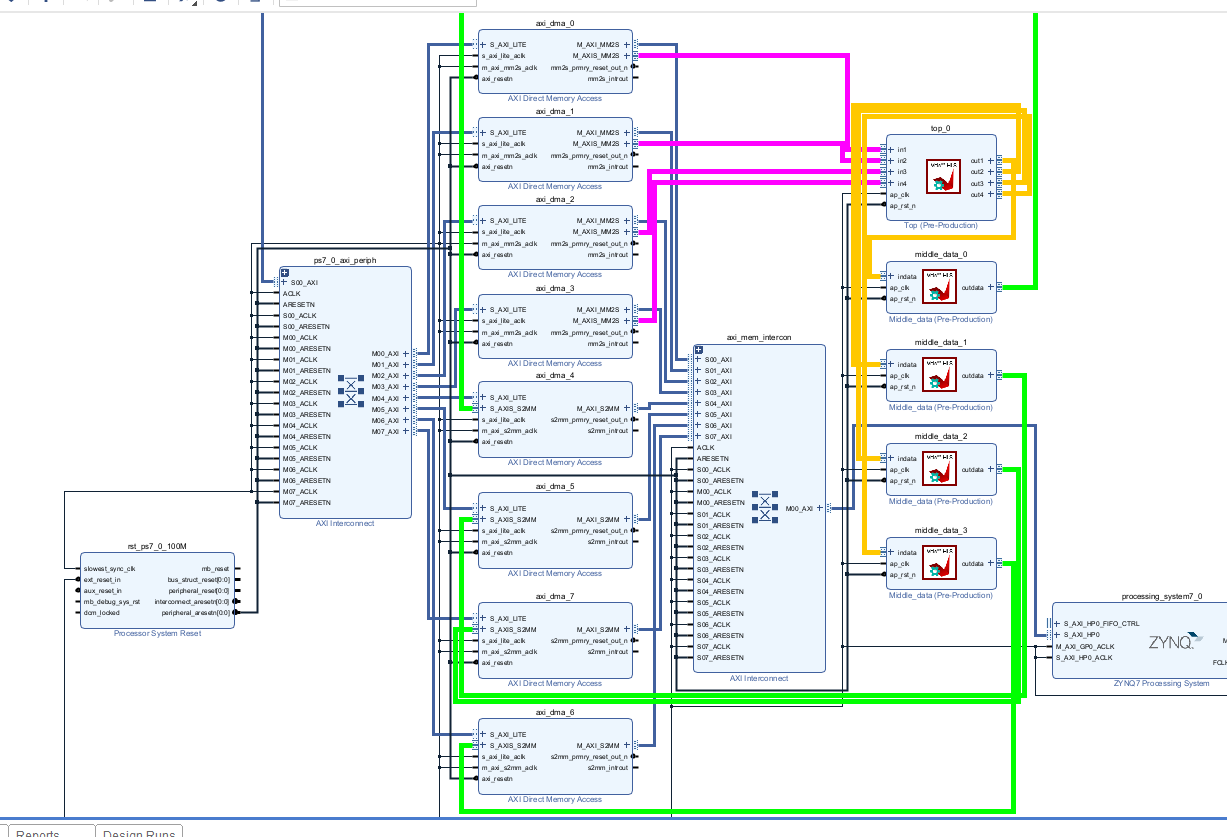 axi_dma_0
S_AXI_LITE
s_axi_lite_aclk
m_axi_mm2s_aclk
axi_resetn
M_AXI_MM2S
M_AXIS_MM2S
mm2s_prmry_reset_out_n
mm2s_introut
AXI Direct Memory Access
axi_dma_1
S_AXI_LITE
s_axi_lite_aclk
m_axi_mm2s_aclk
axi_resetn
M_AXI_MM2S
M_AXIS_MM2S
mm2s_prmry_reset_out_n
mm2s_introut
AXI Direct Memory Access
axi_dma_2
S_AXI_LITE
s_axi_lite_aclk
m_axi_mm2s_aclk
axi_resetn
M_AXI_MM2S
M_AXIS_MM2S
mm2s_prmry_reset_out_n
mm2s_introut
AXI Direct Memory Access
axi_dma_3
S_AXI_LITE
s_axi_lite_aclk
m_axi_mm2s_aclk
axi_resetn
M_AXI_MM2S
M_AXIS_MM2S
mm2s_prmry_reset_out_n
mm2s_introut
AXI Direct Memory Access
axi_dma_4
S_AXI_LITE
S_AXIS_S2MM
s_axi_lite_aclk
m_axi_s2mm_aclk
axi_resetn
M_AXI_S2MM
s2mm_prmry_reset_out_n
s2mm_introut
AXI Direct Memory Access
axi_dma_5
S_AXI_LITE
S_AXIS_S2MM
s_axi_lite_aclk
m_axi_s2mm_aclk
axi_resetn
M_AXI_S2MM
s2mm_prmry_reset_out_n
s2mm_introut
AXI Direct Memory Access
axi_dma_7
S_AXI_LITE
S_AXIS_S2MM
s_axi_lite_aclk
m_axi_s2mm_aclk
axi_resetn
M_AXI_S2MM
s2mm_prmry_reset_out_n
s2mm_introut
AXI Direct Memory Access
axi_dma_6
S_AXI_LITE
S_AXIS_S2MM
s_axi_lite_aclk
m_axi_s2mm_aclk
axi_resetn
M_AXI_S2MM
s2mm_prmry_reset_out_n
s2mm_introut
AXI Direct Memory Access
ps7_0_axi_periph
S00_AXI
ACLK
ARESETN
S00_ACLK
S00_ARESETN
M00_ACLK
M00_ARESETN
M01_ACLK
M01_ARESETN
M02_ACLK
M02_ARESETN
M03_ACLK
M03_ARESETN
M04_ACLK
M04_ARESETN
M05_ACLK
M05_ARESETN
M06_ACLK
M06_ARESETN
M07_ACLK
M07_ARESETN
M00_AXI
M01_AXI
M02_AXI
M03_AXI
M04_AXI
M05_AXI
M06_AXI
M07_AXI
AXI Interconnect
rst_ps7_0_100M
slowest_sync_clk
ext_reset_in
aux_reset_in
mb_debug_sys_rst
dcm_locked
mb_reset
bus_struct_reset[0:0]
peripheral_reset[0:0]
interconnect_aresetn[0:0]
peripheral_aresetn[0:0]
Processor System Reset
axi_mem_intercon
S00_AXI
S01_AXI
S02_AXI
S03_AXI
S04_AXI
S05_AXI
S06_AXI
S07_AXI
ACLK
ARESETN
S00_ACLK
S00_ARESETN
M00_ACLK
M00_ARESETN
S01_ACLK
S01_ARESETN
S02_ACLK
S02_ARESETN
S03_ACLK
S03_ARESETN
S04_ACLK
S04_ARESETN
S05_ACLK
S05_ARESETN
S06_ACLK
S06_ARESETN
S07_ACLK
S07_ARESETN
M00_AXI
AXI Interconnect
top_0
in1
in2
in3
in4
ap_clk
ap_rst_n
out1
out2
out3
out4
Top (Pre-Production)
middle_data_0
indata
ap_clk
ap_rst_n
outdata
Middle_data (Pre-Production)
middle_data_1
indata
ap_clk
ap_rst_n
outdata
Middle_data (Pre-Production)
middle_data_2
indata
ap_clk
ap_rst_n
outdata
Middle_data (Pre-Production)
middle_data_3
indata
ap_clk
ap_rst_n
outdata
Middle_data (Pre-Production)
processing_system7_0
S_AXI_HP0_FIFO_CTRL
S_AXI_HP0
M_AXI_GP0_ACLK
S_AXI_HP0_ACLK
ZYNQ
M
FCL
ZYNQ7 Processing System
Reports
Design Runs